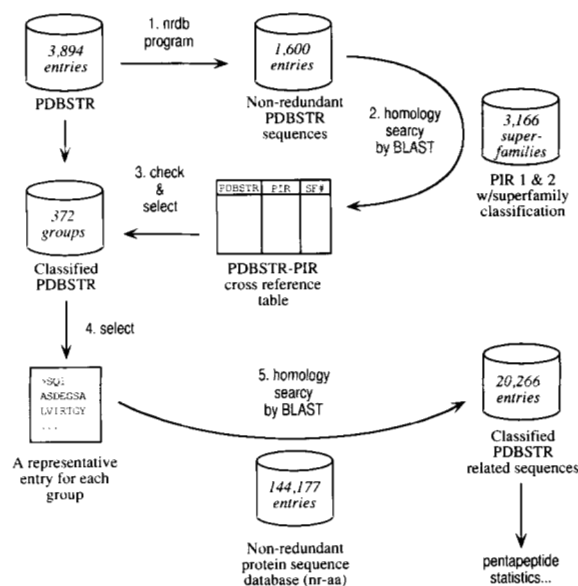 3,894
entries
PDBSTR
1. nrdb
program
1,600
entries
Non-redundant
PDBSTR
sequences
2. homology
searcy
by BLAST
3,166
super-
families
PIR 1 & 2
w/superfamily
classification
3. check
&
select
PDBSTR PIR SF#
PDBSTR-PIR
cross reference
table
372
groups
Classified
PDBSTR
4. select
>SQ1
ASDEGSA
LVIRTGY
...
A representative
entry for each
group
5. homology
searcy
by BLAST
144,177
entries
Non-redundant
protein sequence
database (nr-aa)
20,266
entries
Classified
PDBSTR
related sequences
pentapeptide
statistics...